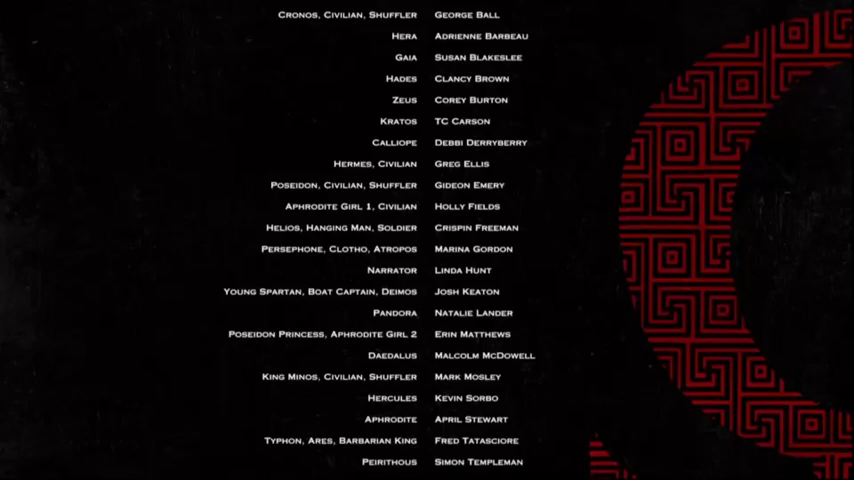 Cronos, Civilian, Shuffler George Ball
Hera Adrienne Barbeau
Gaia Susan Blakeslee
Hades Clancy Brown
Zeus Corey Burton
Kratos TC Carson
Calliope Debbi Derryberry
Hermes, Civilian Greg Ellis
Poseidon, Civilian, Shuffler Gideon Emery
Aphrodite Girl 1, Civilian Holly Fields
Helios, Hanging Man, Soldier Crispin Freeman
Persephone, Clotho, Atropos Marina Gordon
Narrator Linda Hunt
Young Spartan, Boat Captain, Deimos Josh Keaton
Pandora Natalie Lander
Poseidon Princess, Aphrodite Girl 2 Erin Matthews
Daedalus Malcolm McDowell
King Minos, Civilian, Shuffler Mark Mosley
Hercules Kevin Sorbo
Aphrodite April Stewart
Typhon, Ares, Barbarian King Fred Tatasciore
Peirithous Simon Templeman